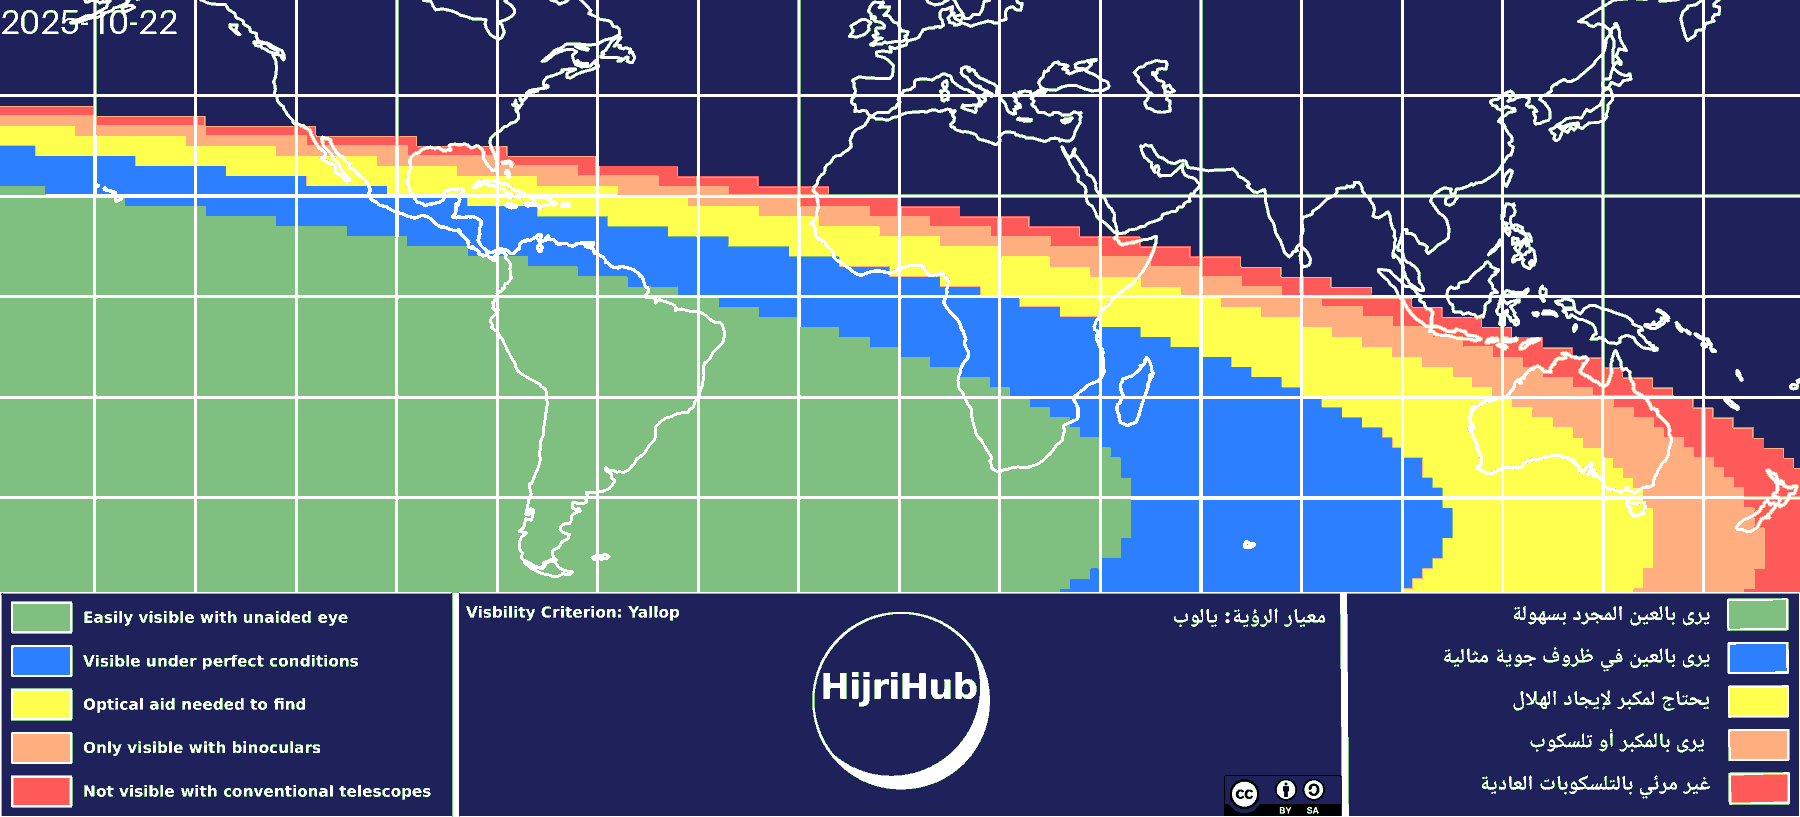 2025-10-22
Easily visible with unaided eye
Visible under perfect conditions
Optical aid needed to find
Only visible with binoculars
Not visible with conventional telescopes
Visbility Criterion: Yallop
معيار الرؤية: يالوب
HijriHub
cc
BY SA
يرى بالعين المجرد بسهولة
يرى بالعين في ظروف جوية مثالية
يحتاج لمكبر لإيجاد الهلال
يرى بالمكبر أو تلسكوب
غير مرئي بالتلسكوبات العادية